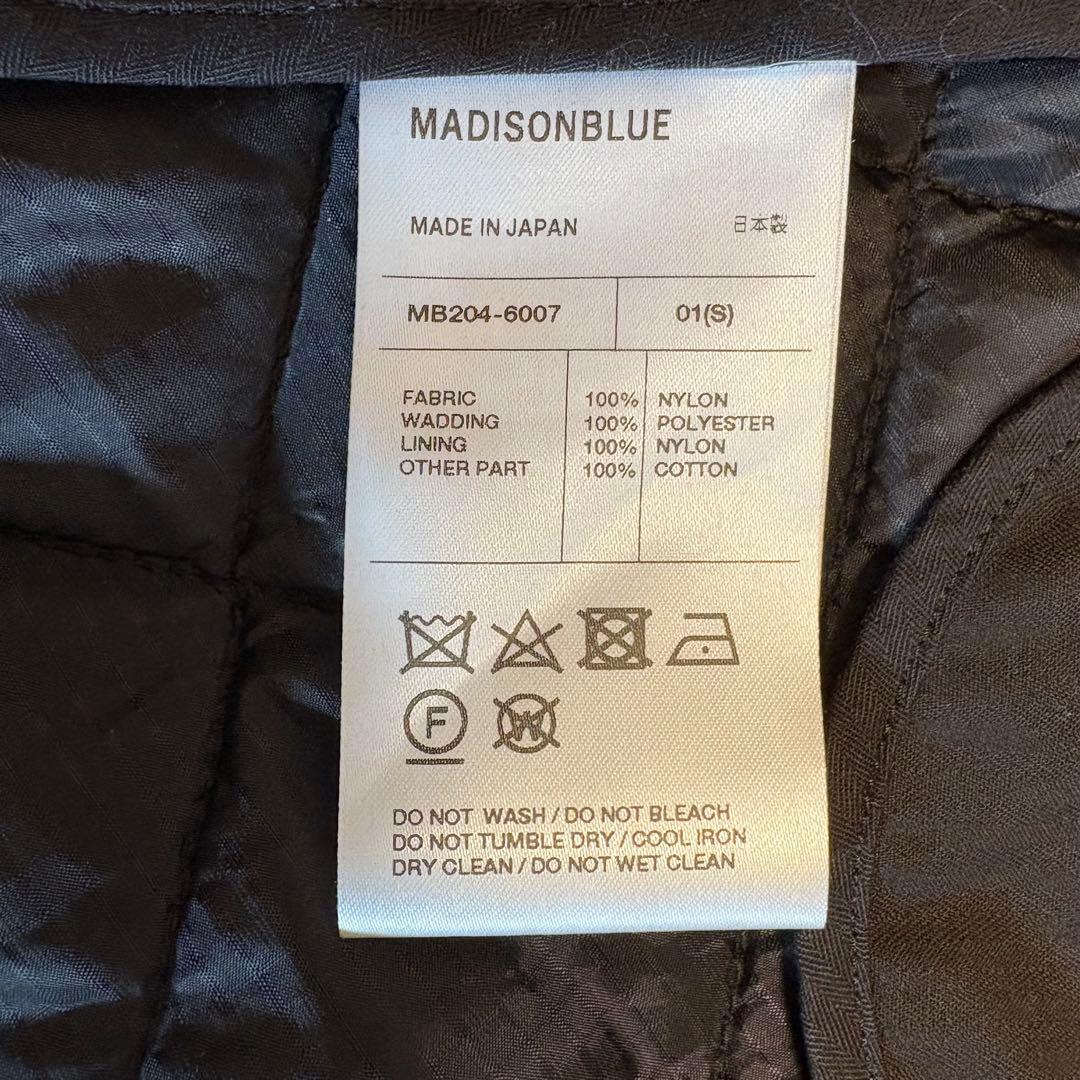 MADISONBLUE
MADE IN JAPAN 日本製
MB204-6007 01(S)
FABRIC 100% NYLON
WADDING 100% POLYESTER
LINING 100% NYLON
OTHER PART 100% COTTON
F W
DO NOT WASH / DO NOT BLEACH
DO NOT TUMBLE DRY / COOL IRON
DRY CLEAN / DO NOT WET CLEAN